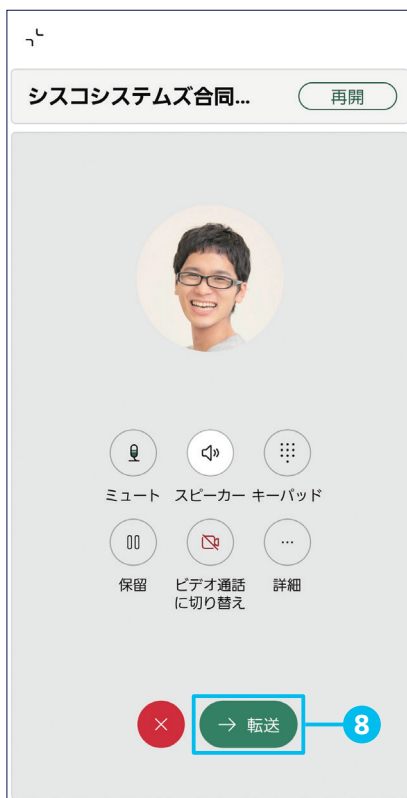 シスコシステムズ合同...
再開
ミュート
スピーカー
キーパッド
保留
ビデオ通話
に切り替え
詳細
転送
8